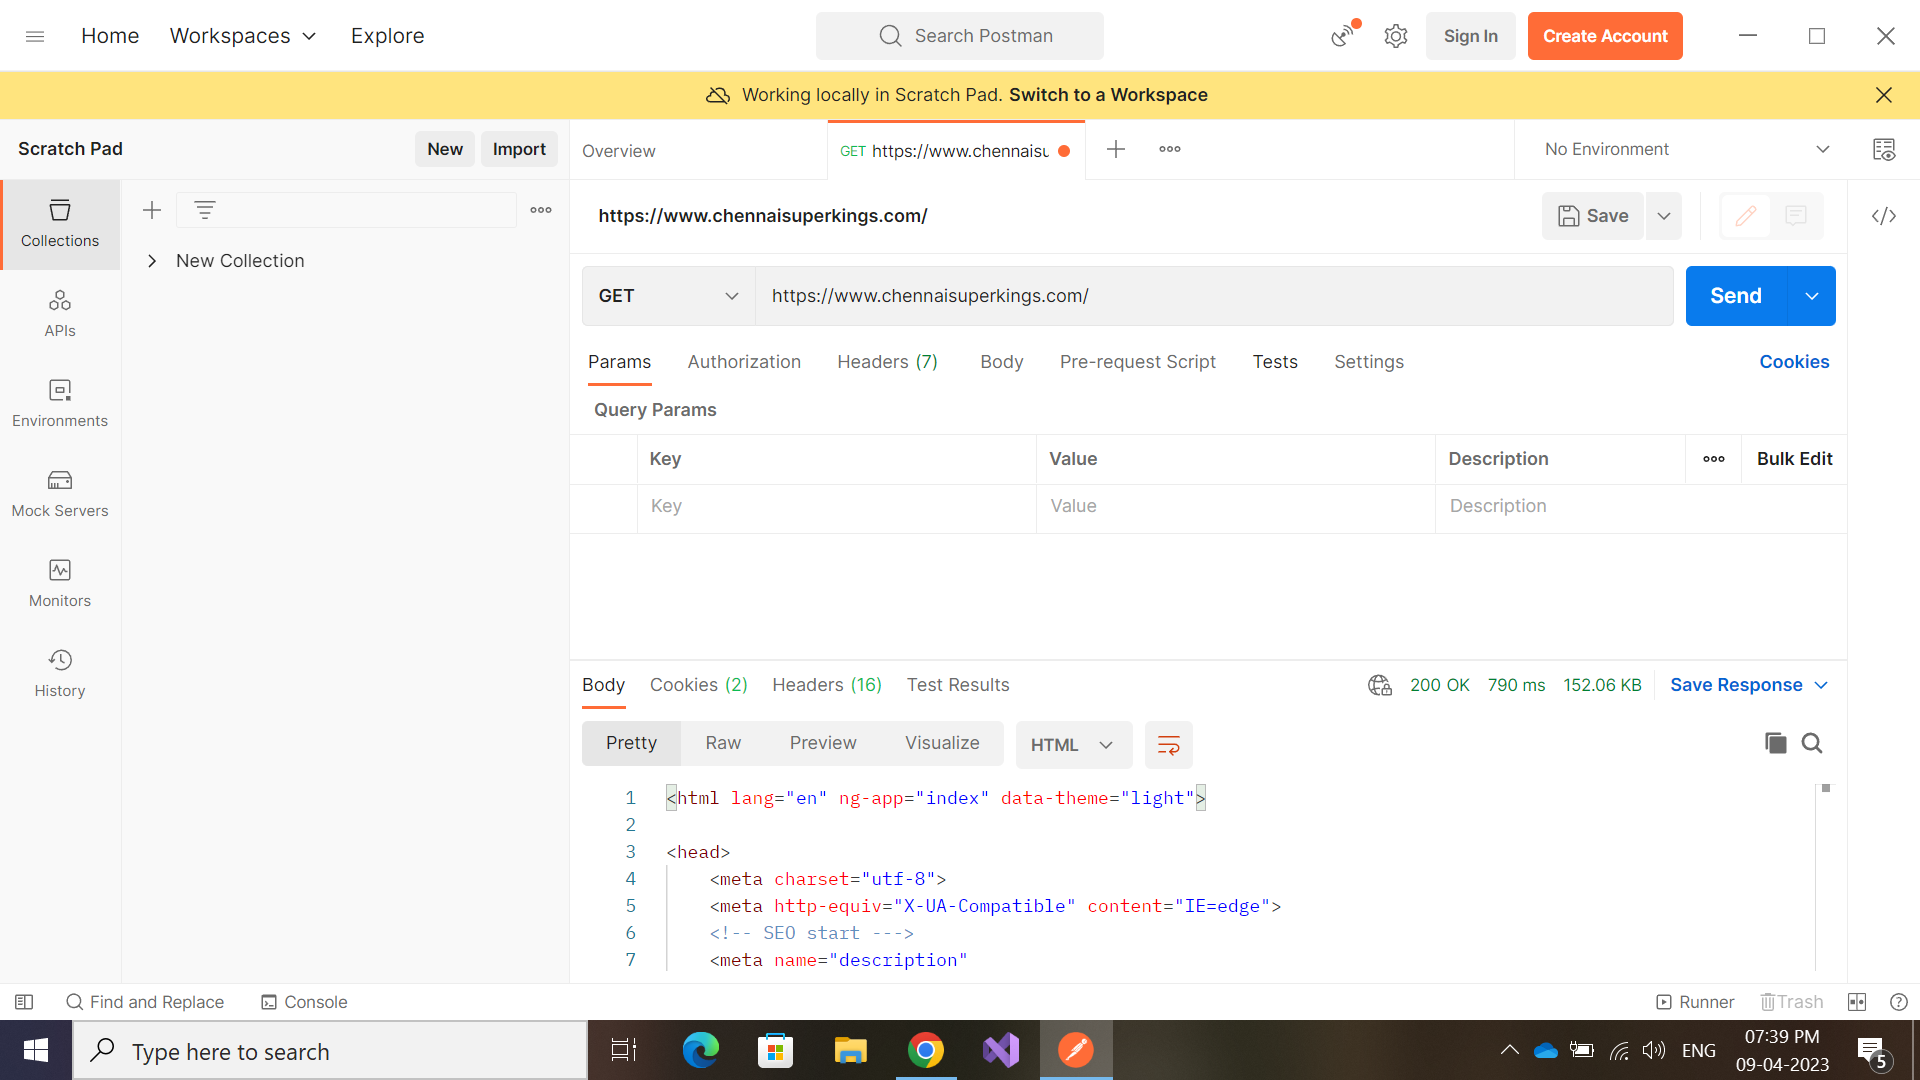 Home Workspaces Explore
Search Postman
Sign In Create Account
Working locally in Scratch Pad. Switch to a Workspace
Scratch Pad New Import
Overview
GET https://www.chennaisu
No Environment
Collections
APIs
Environments
Mock Servers
Monitors
History
New Collection
https://www.chennaisuperkings.com/
Save
GET https://www.chennaisuperkings.com/ Send
Params Authorization Headers (7) Body Pre-request Script Tests Settings Cookies
Query Params
Key Value Description Bulk Edit
Key Value Description
Body Cookies (2) Headers (16) Test Results 200 OK 790 ms 152.06 KB Save Response
Pretty Raw Preview Visualize HTML
1 <html lang="en" ng-app="index" data-theme="light">
2
3 <head>
4 <meta charset="utf-8">
5 <meta http-equiv="X-UA-Compatible" content="IE=edge">
6 <!-- SEO start --->
7 <meta name="description"
Find and Replace Console Runner Trash
Type here to search
ENG
07:39 PM
09-04-2023
5